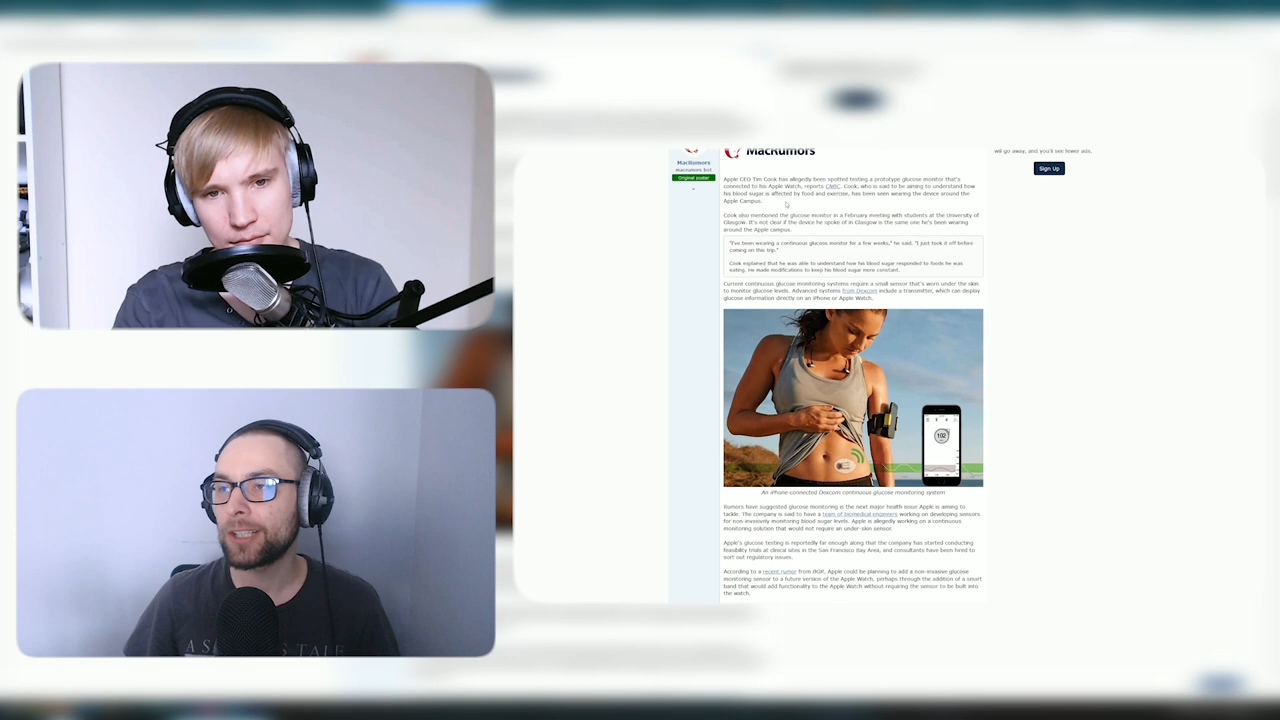 will go away, and you'll see fewer ads.
Sign Up
MacRumors
MacRumors
macrumors bot
Original poster
Apple CEO Tim Cook has allegedly been spotted testing a prototype glucose monitor that's
connected to his Apple Watch, reports CNBC. Cook, who is said to be aiming to understand how
his blood sugar is affected by food and exercise, has been seen wearing the device around the
Apple Campus.
Cook also mentioned the glucose monitor in a February meeting with students at the University of
Glasgow. It's not clear if the device he spoke of in Glasgow is the same one he's been wearing
around the Apple campus.
"I've been wearing a continuous glucose monitor for a few weeks," he said. "I just took it off before
coming on this trip."
Cook explained that he was able to understand how his blood sugar responded to foods he was
eating. He made modifications to keep his blood sugar more constant.
Current continuous glucose monitoring systems require a small sensor that's worn under the skin
to monitor glucose levels. Advanced systems from Dexcom include a transmitter, which can display
glucose information directly on an iPhone or Apple Watch.
102
An iPhone-connected Dexcom continuous glucose monitoring system
Rumors have suggested glucose monitoring is the next major health issue Apple is aiming to
tackle. The company is said to have a team of biomedical engineers working on developing sensors
for non-invasively monitoring blood sugar levels. Apple is allegedly working on a continuous
monitoring solution that would not require an under-skin sensor.
Apple's glucose testing is reportedly far enough along that the company has started conducting
feasibility trials at clinical sites in the San Francisco Bay Area, and consultants have been hired to
sort out regulatory issues.
According to a recent rumor from BGR, Apple could be planning to add a non-invasive glucose
monitoring sensor to a future version of the Apple Watch, perhaps through the addition of a smart
band that would add functionality to the Apple Watch without requiring the sensor to be built into
the watch.
TALE